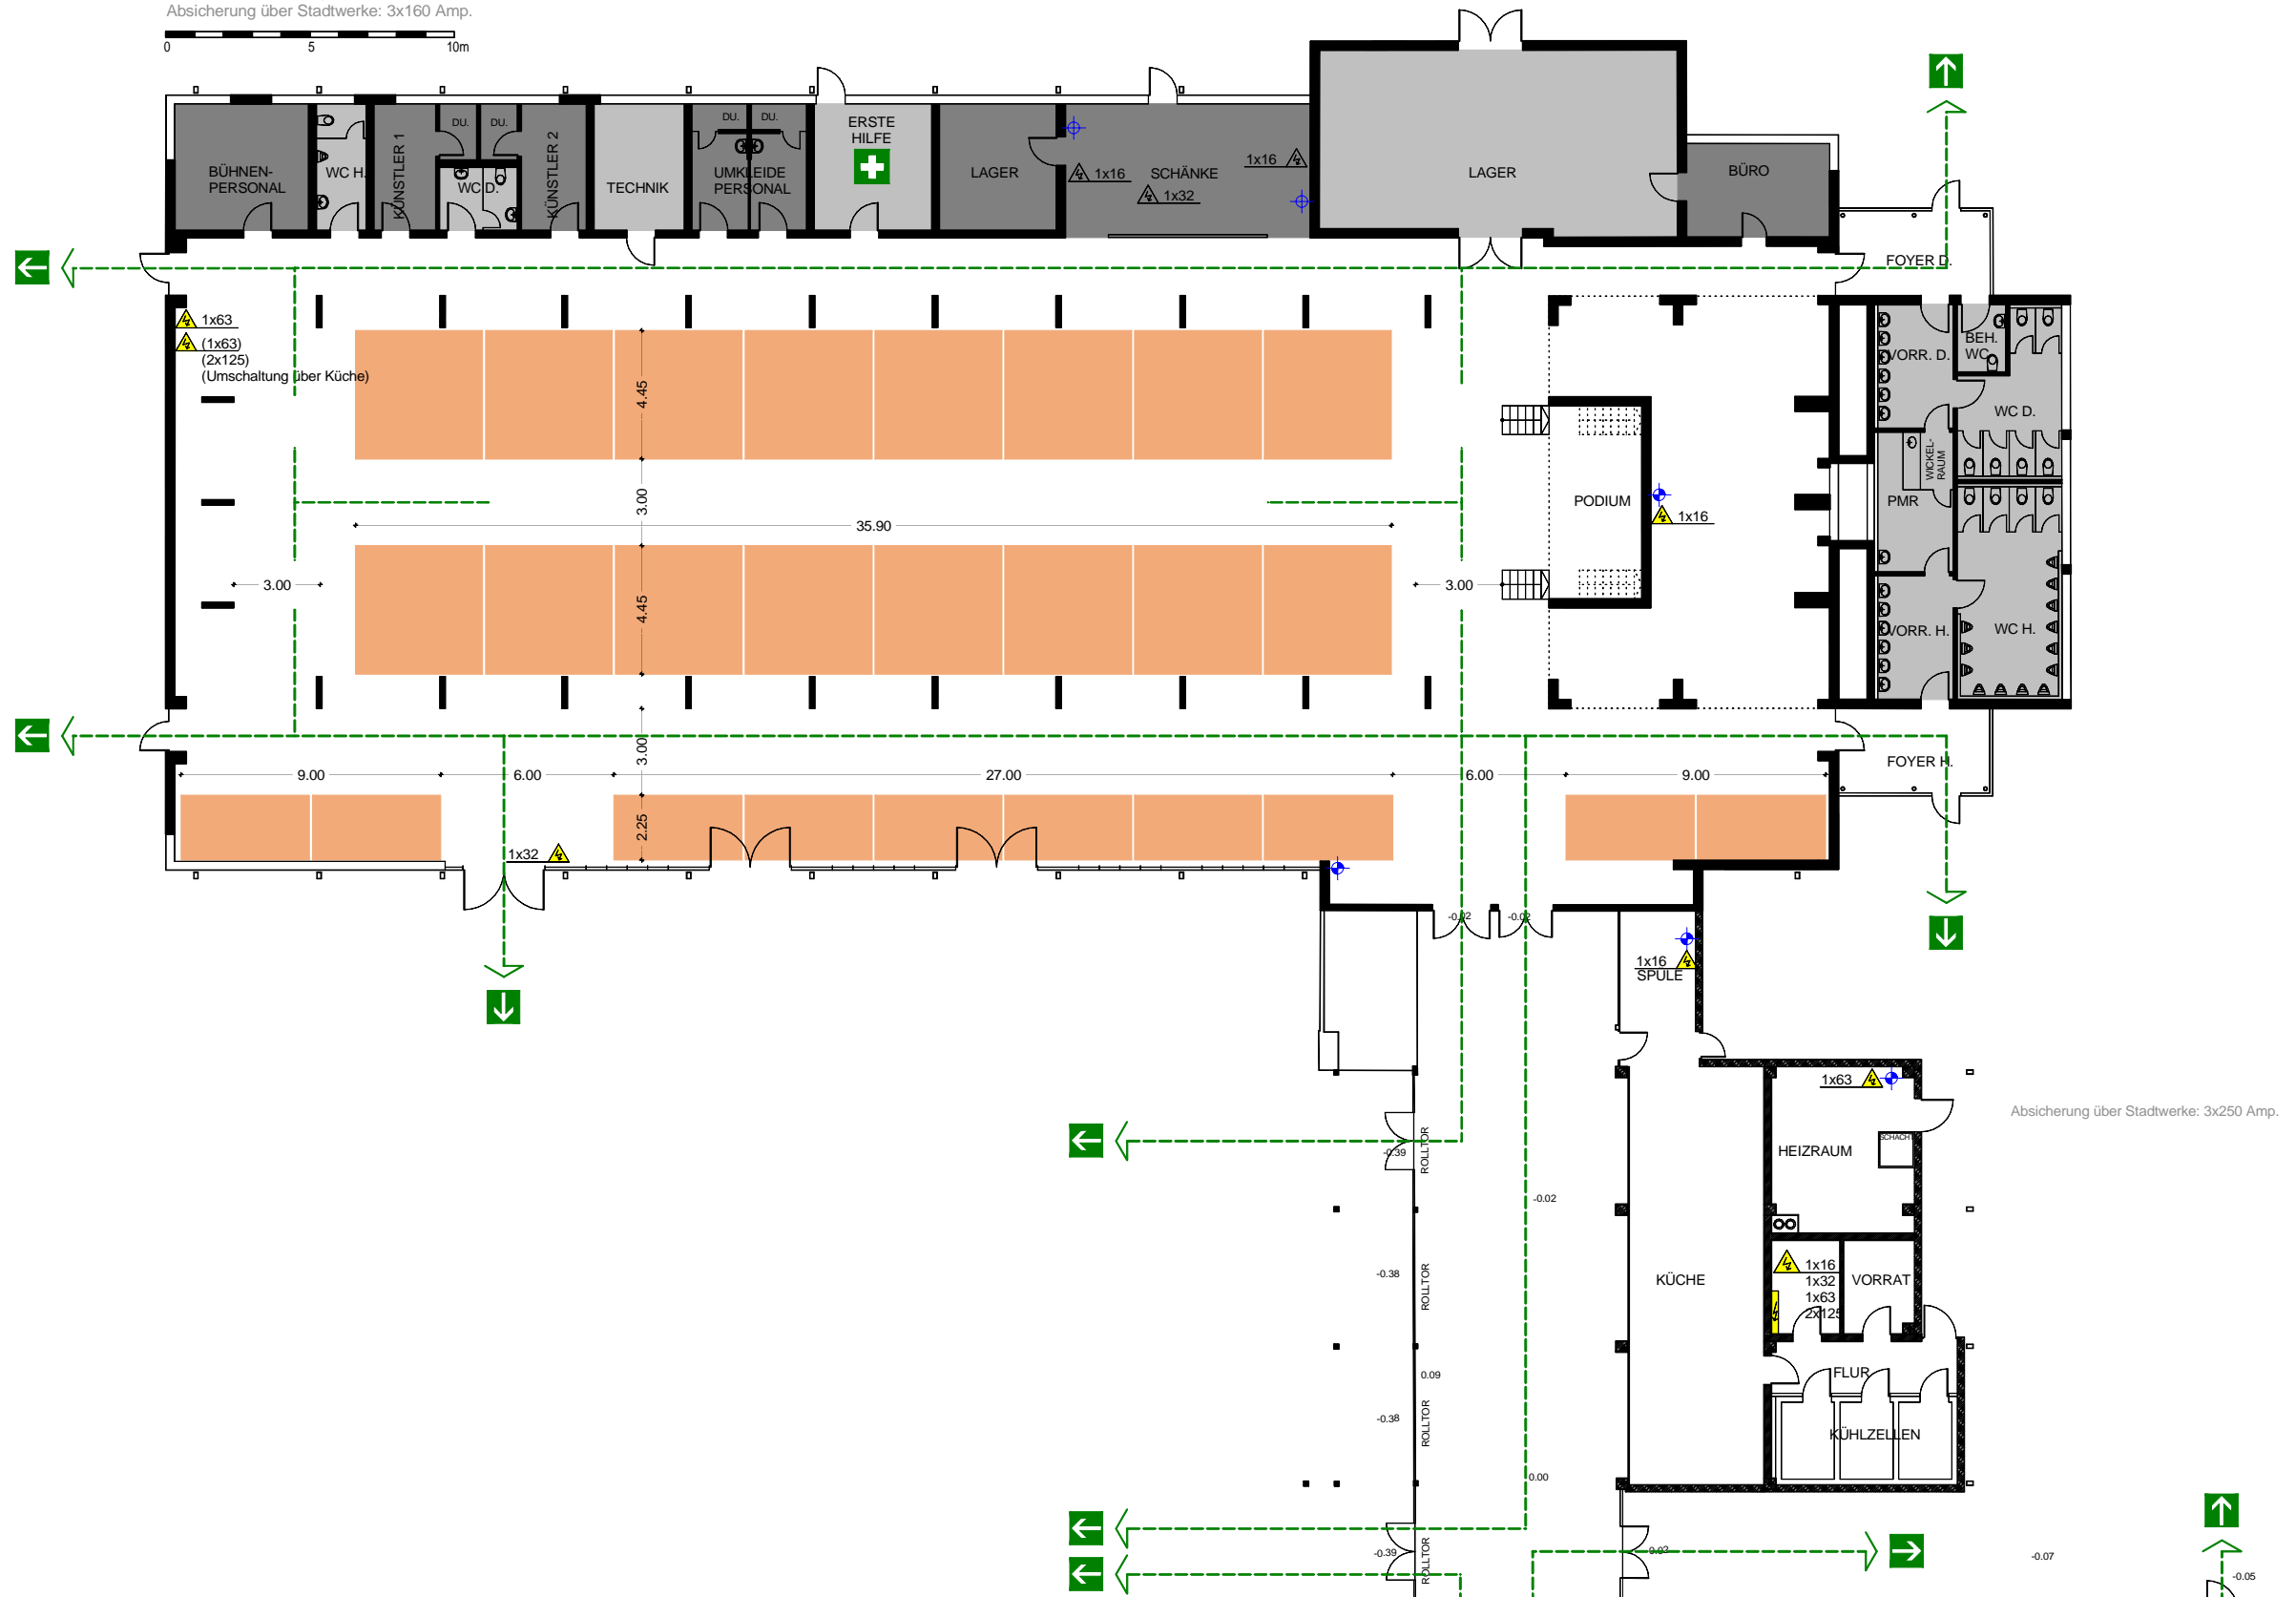 Absicherung über Stadtwerke: 3x160 Amp.
0 5 10m
BÜHNEN-
PERSONAL
WC H.
KÜNSTLER 1
DU.
DU.
WC D.
KÜNSTLER 2
TECHNIK
DU.
DU.
UMKLEIDE
PERSONAL
ERSTE
HILFE
LAGER
1x16
SCHÄNKE
1x32
1x16
LAGER
BÜRO
FOYER D.
1x63
(1x63)
(2x125)
(Umschaltung über Küche)
4.45
3.00
35.90
4.45
3.00
3.00
PODIUM
1x16
VORR. D.
BEH.
WC
WC D.
WICKEL-
RAUM
PMR
VORR. H.
WC H.
3.00
9.00
6.00
27.00
6.00
9.00
FOYER H.
2.25
1x32
-0.02
-0.02
1x16
SPÜLE
1x63
Absicherung über Stadtwerke: 3x250 Amp.
HEIZRAUM
SCHACHT
-0.39
ROLLTOR
-0.02
-0.38
ROLLTOR
KÜCHE
1x16
1x32
1x63
2x125
VORRAT
FLUR
0.09
-0.38
ROLLTOR
KÜHLZELLEN
0.00
-0.39
ROLLTOR
-0.02
-0.07
-0.05